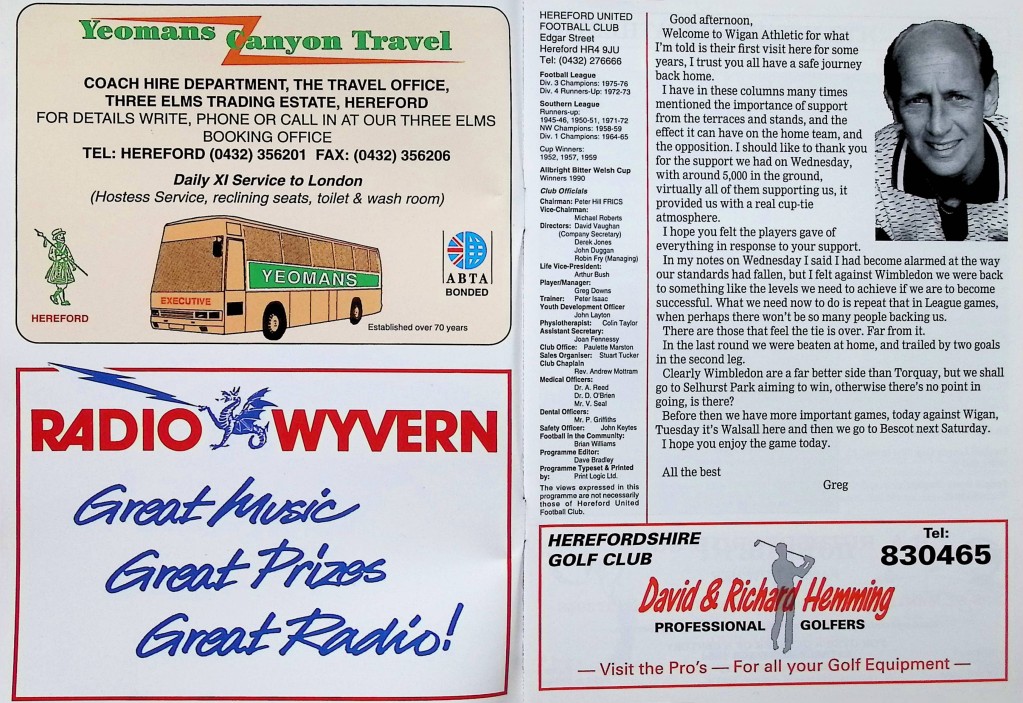 Yeomans Canyon Travel
COACH HIRE DEPARTMENT, THE TRAVEL OFFICE,
THREE ELMS TRADING ESTATE, HEREFORD
FOR DETAILS WRITE, PHONE OR CALL IN AT OUR THREE ELMS
BOOKING OFFICE
TEL: HEREFORD (0432) 356201 FAX: (0432) 356206
Daily XI Service to London
(Hostess Service, reclining seats, toilet & wash room)
YEOMANS
EXECUTIVE
HEREFORD
ABTA
BONDED
Established over 70 years
RADIO WYVERN
Great Music
Great Prizes
Great Radio!
HEREFORD UNITED
FOOTBALL CLUB
Edgar Street
Hereford HR4 9JU
Tel: (0432) 276666
Football League
Div. 3 Champions: 1975-76
Div. 4 Runners-Up: 1972-73
Southern League
Runners-up:
1945-46, 1950-51, 1971-72
NW Champions: 1958-59
Div. 1 Champions: 1964-65
Cup Winners:
1952, 1957, 1959
Allbright Bitter Welsh Cup
Winners 1990
Club Officials
Chairman: Peter Hill FRICS
Vice-Chairman:
Michael Roberts
Directors: David Vaughan
(Company Secretary)
Derek Jones
John Duggan
Robin Fry (Managing)
Life Vice-President:
Arthur Bush
Player/Manager:
Greg Downs
Trainer: Peter Isaac
Youth Development Officer
John Layton
Physiotherapist: Colin Taylor
Assistant Secretary:
Joan Fennessy
Club Office: Paulette Marston
Sales Organiser: Stuart Tucker
Club Chaplain
Rev. Andrew Mottram
Medical Officers:
Dr. A. Reed
Dr. D. O'Brien
Mr. V. Seal
Dental Officers:
Mr. P. Griffiths
Safety Officer: John Keytes
Football In the Community:
Brian Williams
Programme Editor:
Dave Bradley
Programme Typeset & Printed
by: Print Logic Ltd.
The views expressed in this
programme are not necessarily
those of Hereford United
Football Club.
Good afternoon,
Welcome to Wigan Athletic for what
I'm told is their first visit here for some
years, I trust you all have a safe journey
back home.
I have in these columns many times
mentioned the importance of support
from the terraces and stands, and the
effect it can have on the home team, and
the opposition. I should like to thank you
for the support we had on Wednesday,
with around 5,000 in the ground,
virtually all of them supporting us, it
provided us with a real cup-tie
atmosphere.
I hope you felt the players gave of
everything in response to your support.
In my notes on Wednesday I said I had become alarmed at the way
our standards had fallen, but I felt against Wimbledon we were back
to something like the levels we need to achieve if we are to become
successful. What we need now to do is repeat that in League games,
when perhaps there won't be so many people backing us.
There are those that feel the tie is over. Far from it.
In the last round we were beaten at home, and trailed by two goals
in the second leg.
Clearly Wimbledon are a far better side than Torquay, but we shall
go to Selhurst Park aiming to win, otherwise there's no point in
going, is there?
Before then we have more important games, today against Wigan,
Tuesday it's Walsall here and then we go to Bescot next Saturday.
I hope you enjoy the game today.
All the best
Greg
HEREFORDSHIRE
GOLF CLUB
Tel:
830465
David & Richard Hemming
PROFESSIONAL GOLFERS
— Visit the Pro's — For all your Golf Equipment —